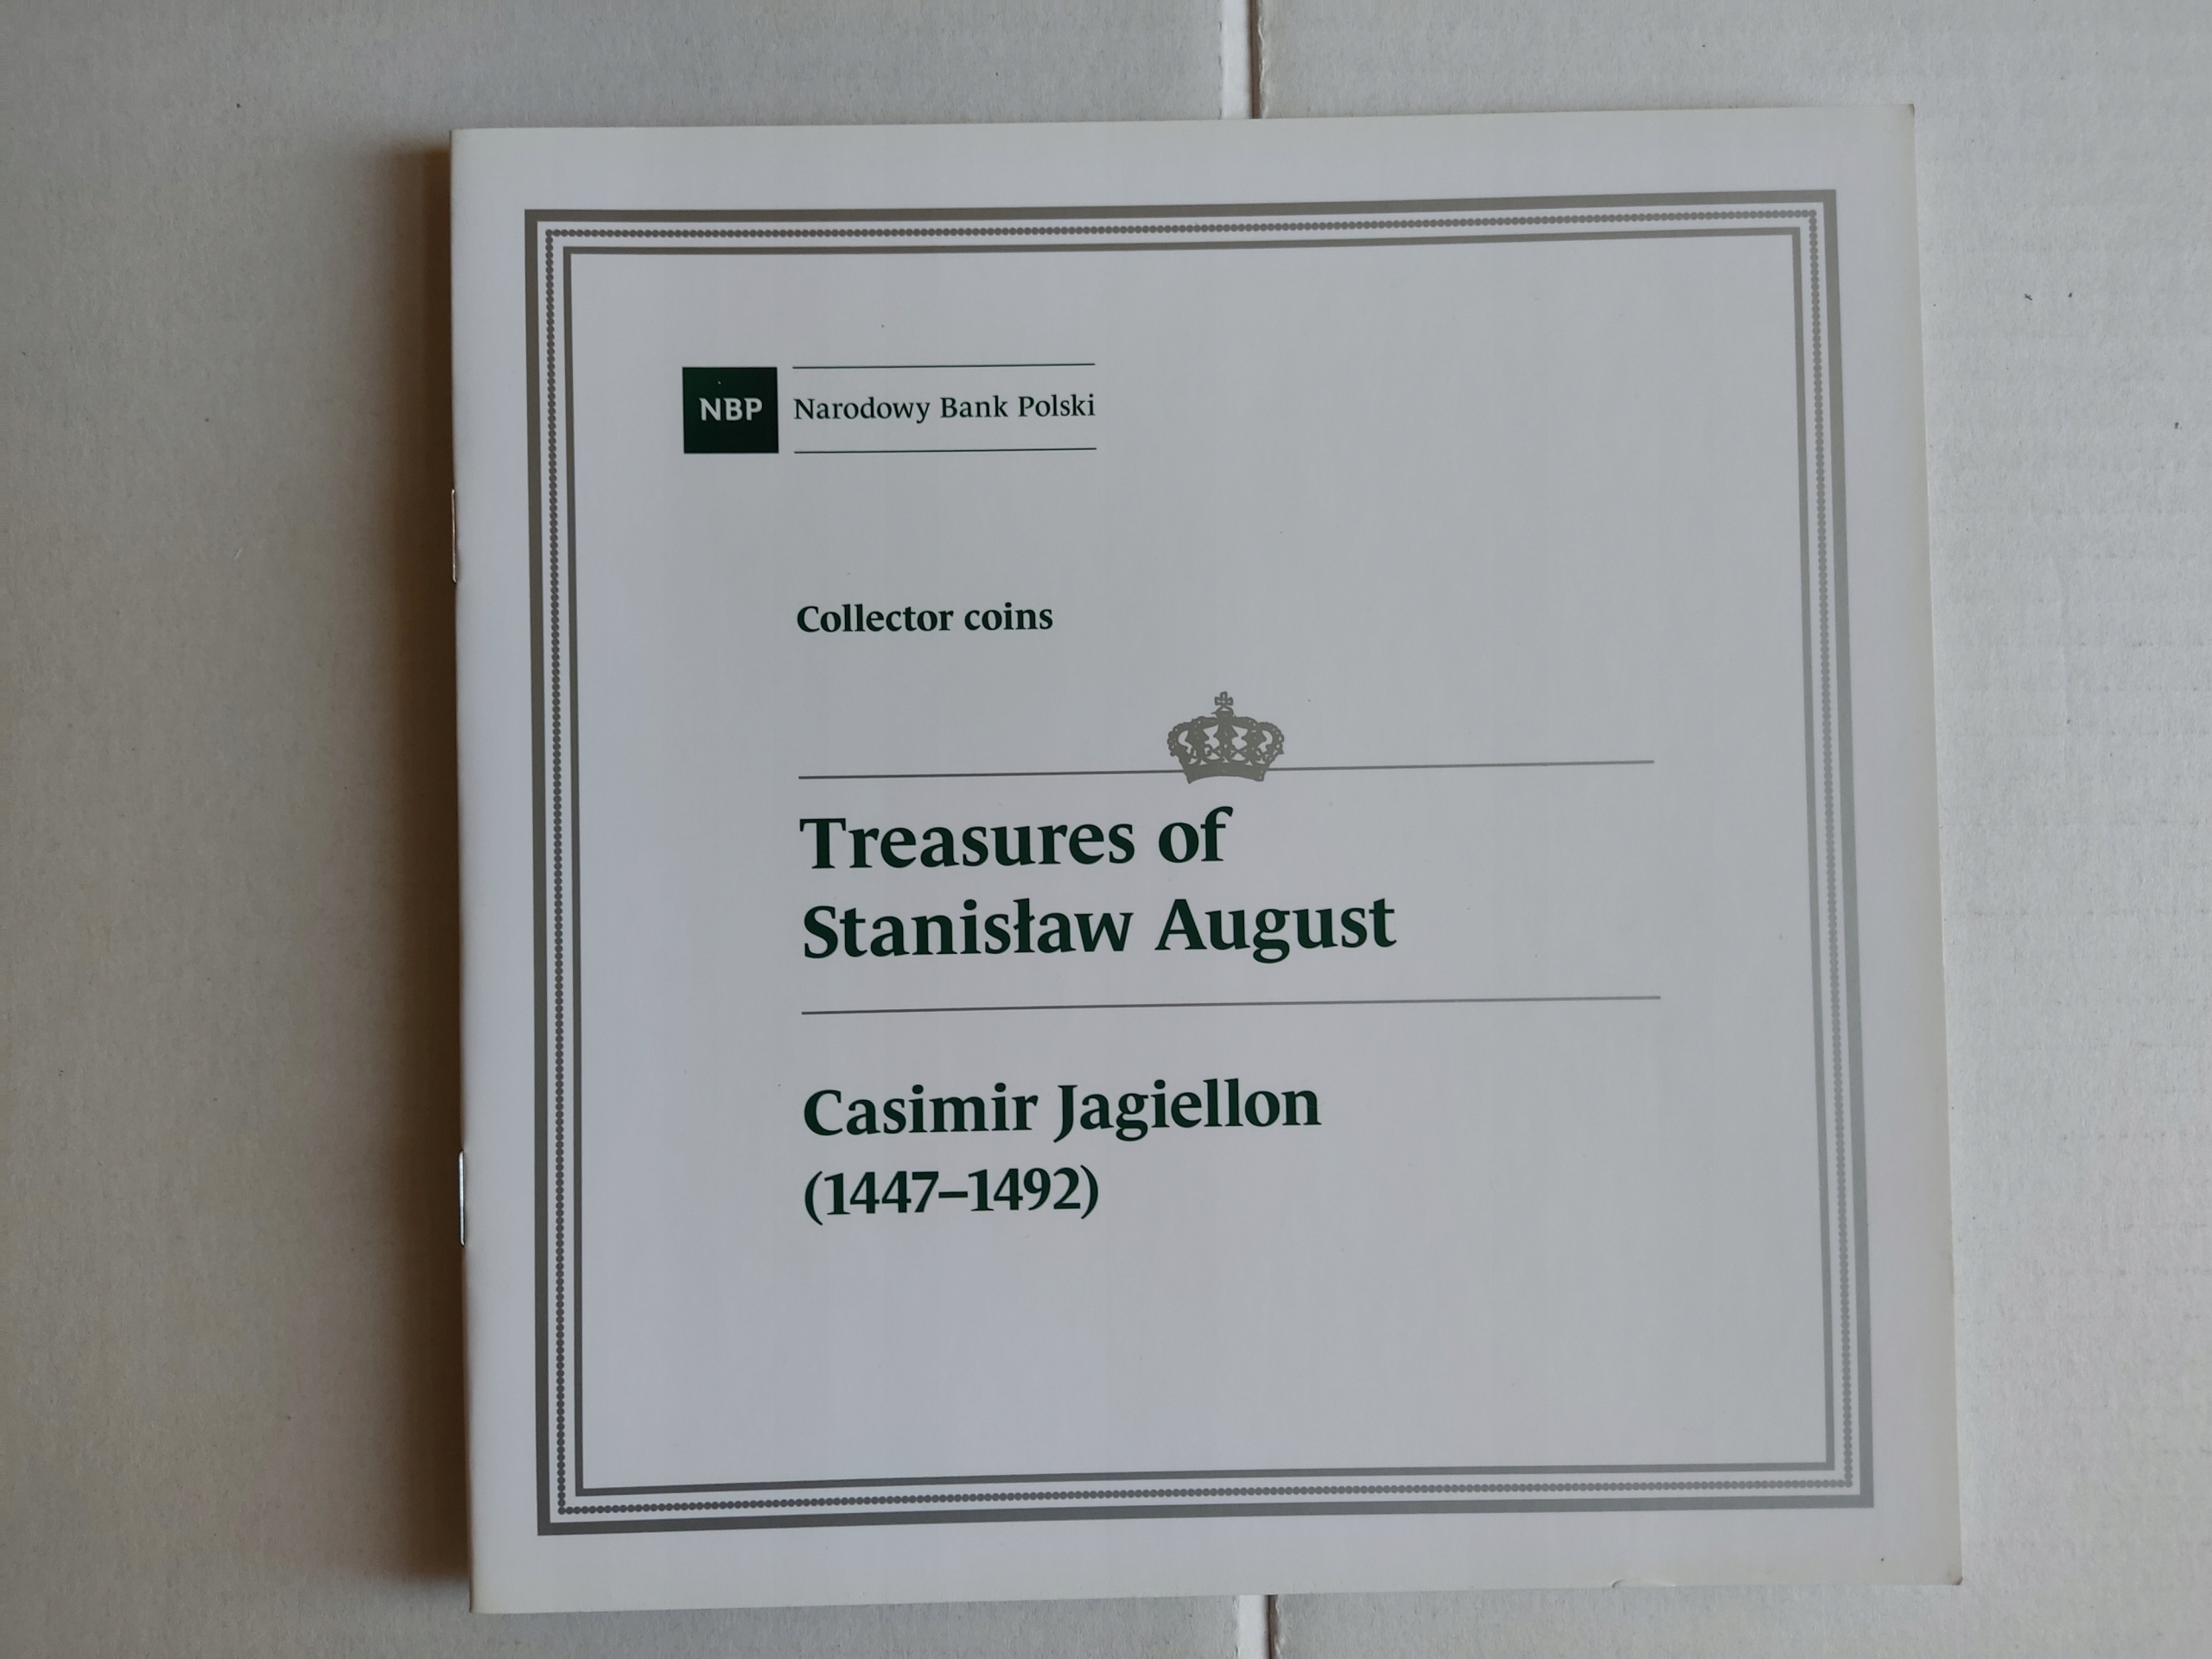 NBP
Narodowy Bank Polski
Collector coins
Treasures of
Stanisław August
Casimir Jagiellon
(1447–1492)